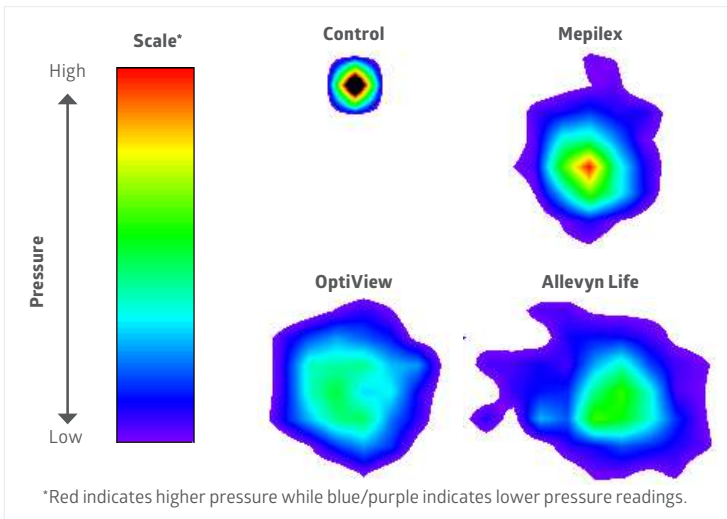 Scale*
Control
Mepilex
High
Pressure
Low
OptiView
Allevyn Life
*Red indicates higher pressure while blue/purple indicates lower pressure readings.